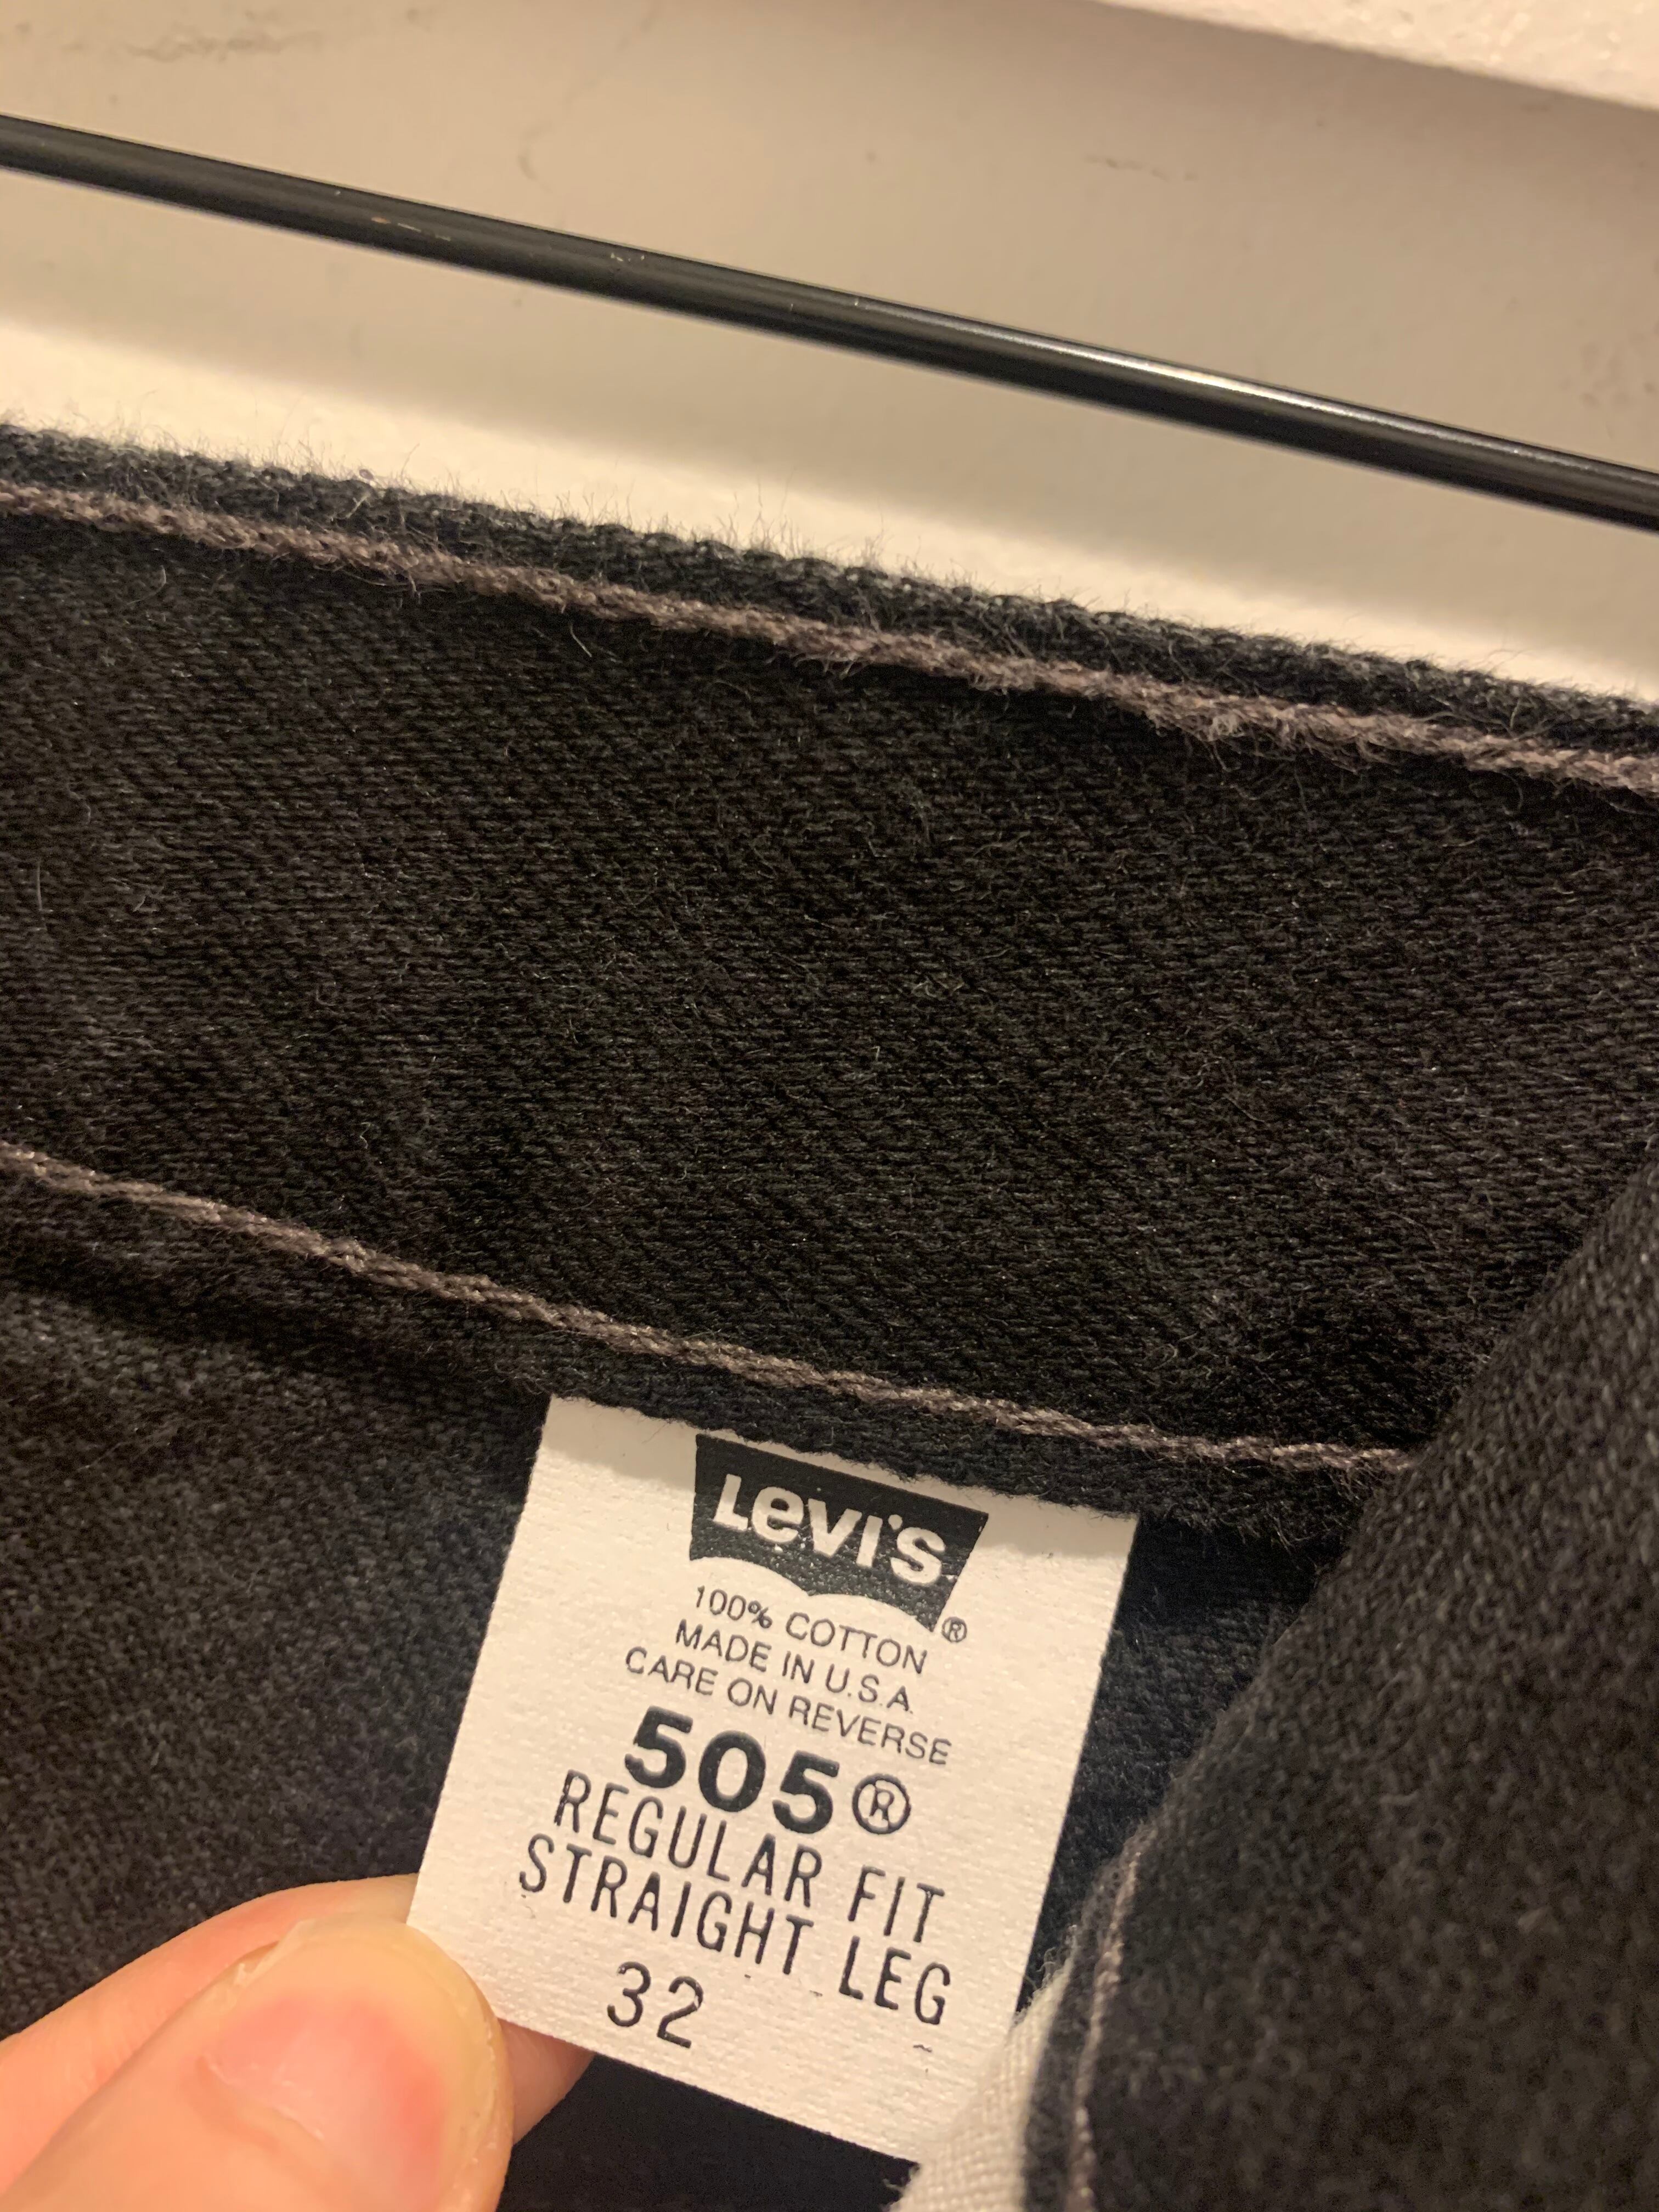 LEVI'S ®
100% COTTON
MADE IN U.S.A.
CARE ON REVERSE
505®
REGULAR FIT
STRAIGHT LEG
32